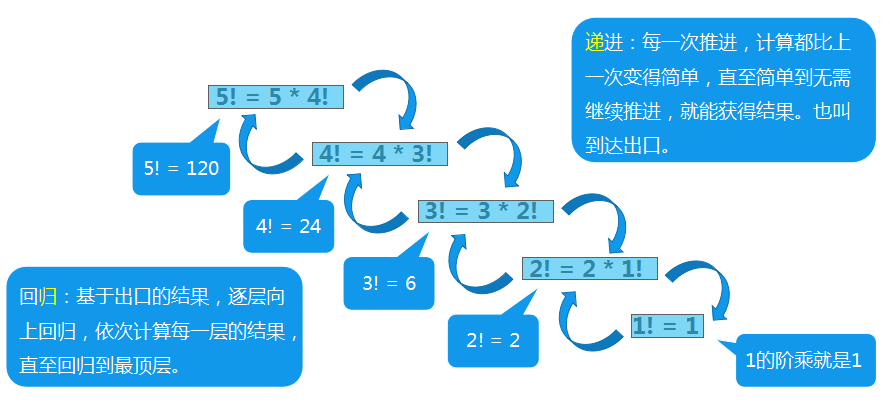 递进：每一次推进，计算都比上
一次变得简单，直至简单到无需
继续推进，就能获得结果。也叫
到达出口。
5! = 5 * 4!
4! = 4 * 3!
5! = 120
3! = 3 * 2!
4! = 24
2! = 2 * 1!
3! = 6
回归：基于出口的结果，逐层向
上回归，依次计算每一层的结果，
直至回归到最顶层。
1! = 1
2! = 2
1的阶乘就是1